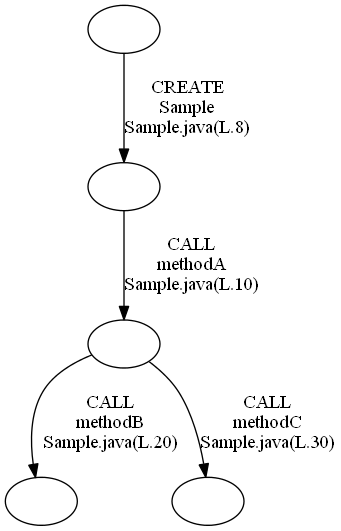 CREATE
Sample
Sample.java(L.8)
CALL
methodA
Sample.java(L.10)
CALL
methodB
Sample.java(L.20)
CALL
methodC
Sample.java(L.30)